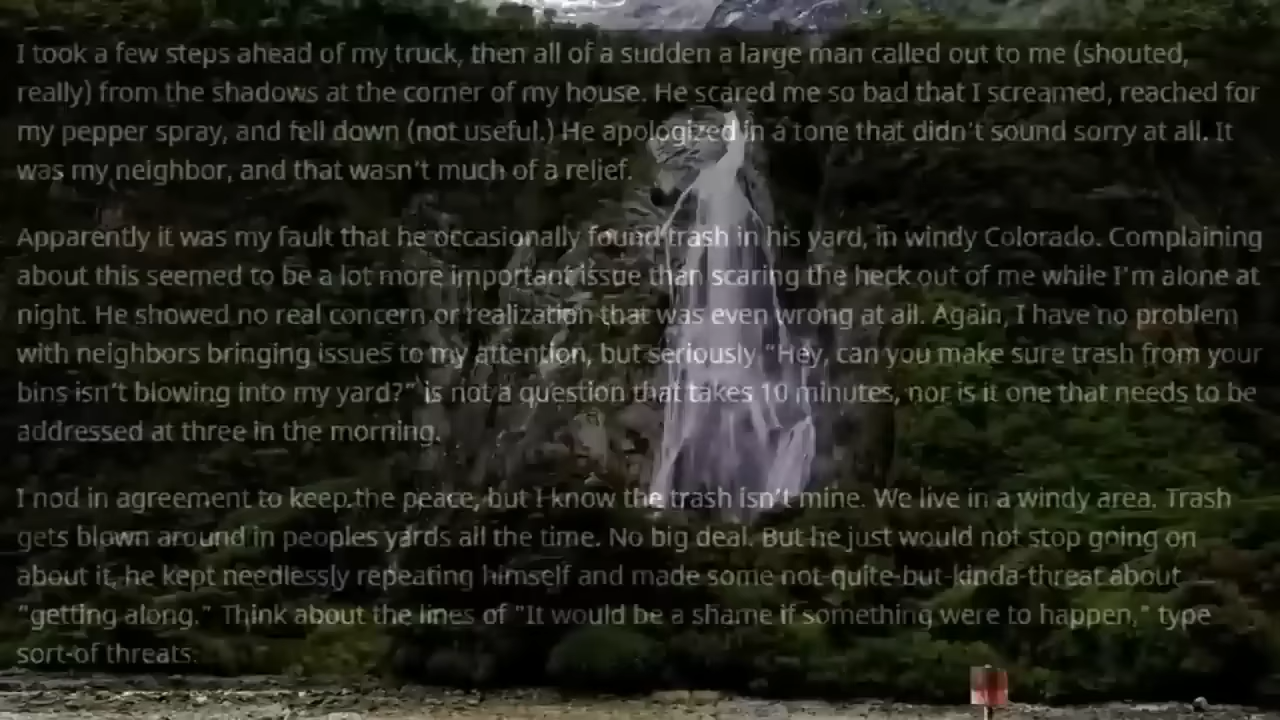 I took a few steps ahead of my truck, then all of a sudden a large man called out to me (shouted,
really) from the shadows at the corner of my house. He scared me so bad that I screamed, reached for
my pepper spray, and fell down (not useful.) He apologized in a tone that didn't sound sorry at all. It
was my neighbor, and that wasn't much of a relief.
Apparently it was my fault that he occasionally found trash in his yard, in windy Colorado. Complaining
about this seemed to be a lot more important issue than scaring the heck out of me while I'm alone at
night. He showed no real concern or realization that was even wrong at all. Again, I have no problem
with neighbors bringing issues to my attention, but seriously "Hey, can you make sure trash from your
bins isn't blowing into my yard?" is not a question that takes 10 minutes, nor is it one that needs to be
addressed at three in the morning.
I nod in agreement to keep the peace, but I know the trash isn't mine. We live in a windy area. Trash
gets blown around in peoples yards all the time. No big deal. But he just would not stop going on
about it, he kept needlessly repeating himself and made some not-quite-but-kinda-threat about
"getting along." Think about the lines of "It would be a shame if something were to happen," type
sort-of threats.